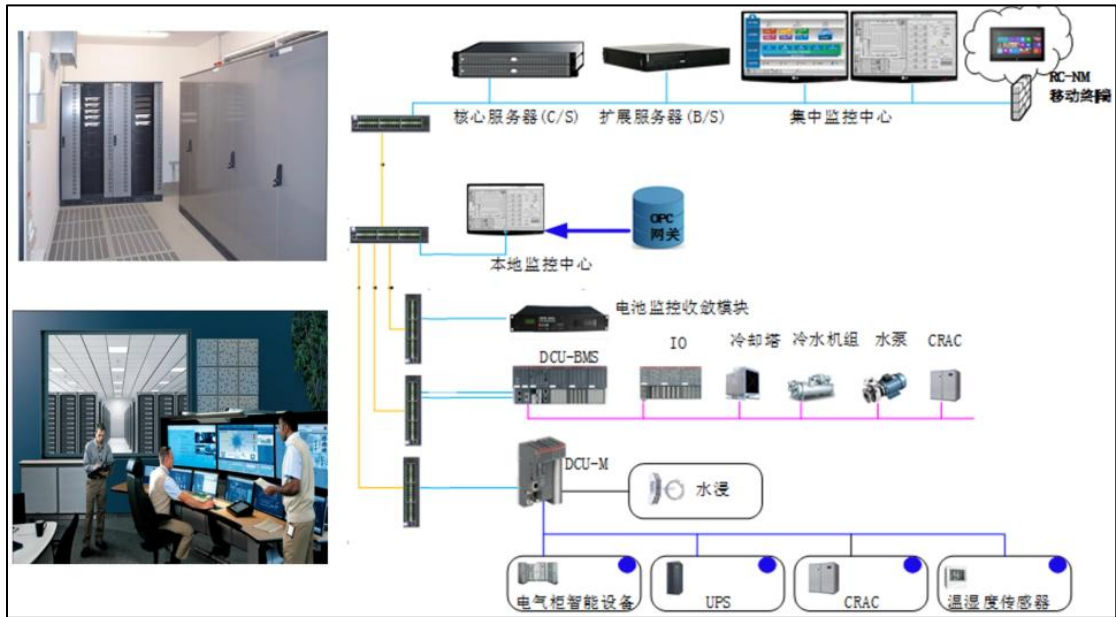 RC-NM
移动终端
核心服务器(C/S)
扩展服务器(B/S)
集中监控中心
OPC
网关
本地监控中心
电池监控收敛模块
DCU-BMS
IO
冷却塔
冷水机组
水泵
CRAC
DCU-M
水浸
电气柜智能设备
UPS
CRAC
温湿度传感器